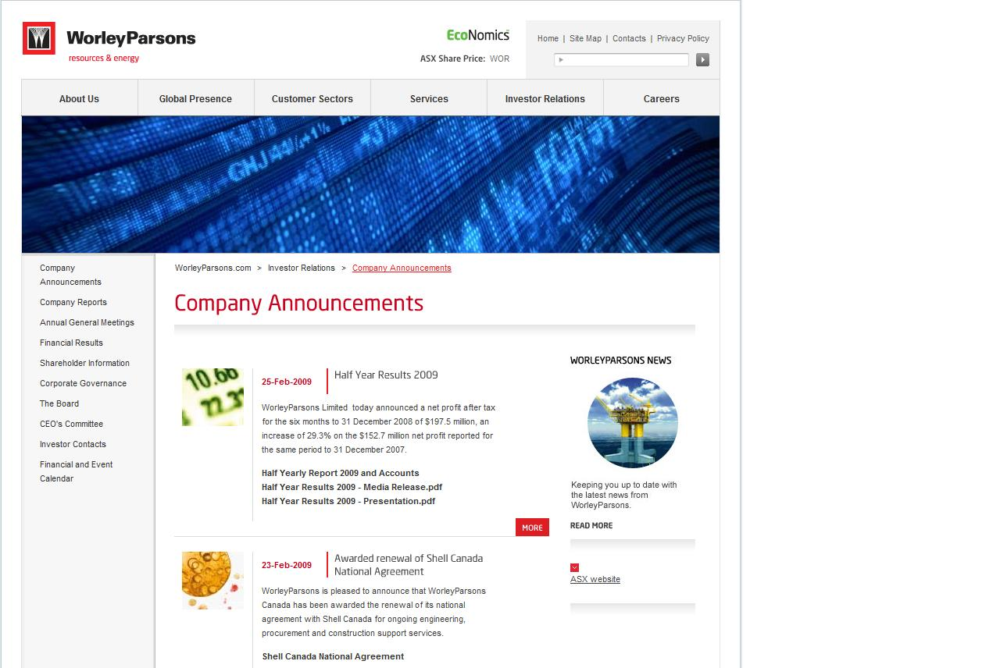 WorleyParsons
resources & energy
EcoNomics™
ASX Share Price: WOR
Home | Site Map | Contacts | Privacy Policy
About Us
Global Presence
Customer Sectors
Services
Investor Relations
Careers
GHJ 44¼+1%
Company
Announcements
Company Reports
Annual General Meetings
Financial Results
Shareholder Information
Corporate Governance
The Board
CEO's Committee
Investor Contacts
Financial and Event
Calendar
WorleyParsons.com > Investor Relations > Company Announcements
Company Announcements
10.66
72.3
25-Feb-2009
Half Year Results 2009
WorleyParsons Limited today announced a net profit after tax
for the six months to 31 December 2008 of $197.5 million, an
increase of 29.3% on the $152.7 million net profit reported for
the same period to 31 December 2007.
Half Yearly Report 2009 and Accounts
Half Year Results 2009 - Media Release.pdf
Half Year Results 2009 - Presentation.pdf
MORE
23-Feb-2009
Awarded renewal of Shell Canada
National Agreement
WorleyParsons is pleased to announce that WorleyParsons
Canada has been awarded the renewal of its national
agreement with Shell Canada for ongoing engineering,
procurement and construction support services.
Shell Canada National Agreement
WORLEYPARSONS NEWS
Keeping you up to date with
the latest news from
WorleyParsons.
READ MORE
ASX website